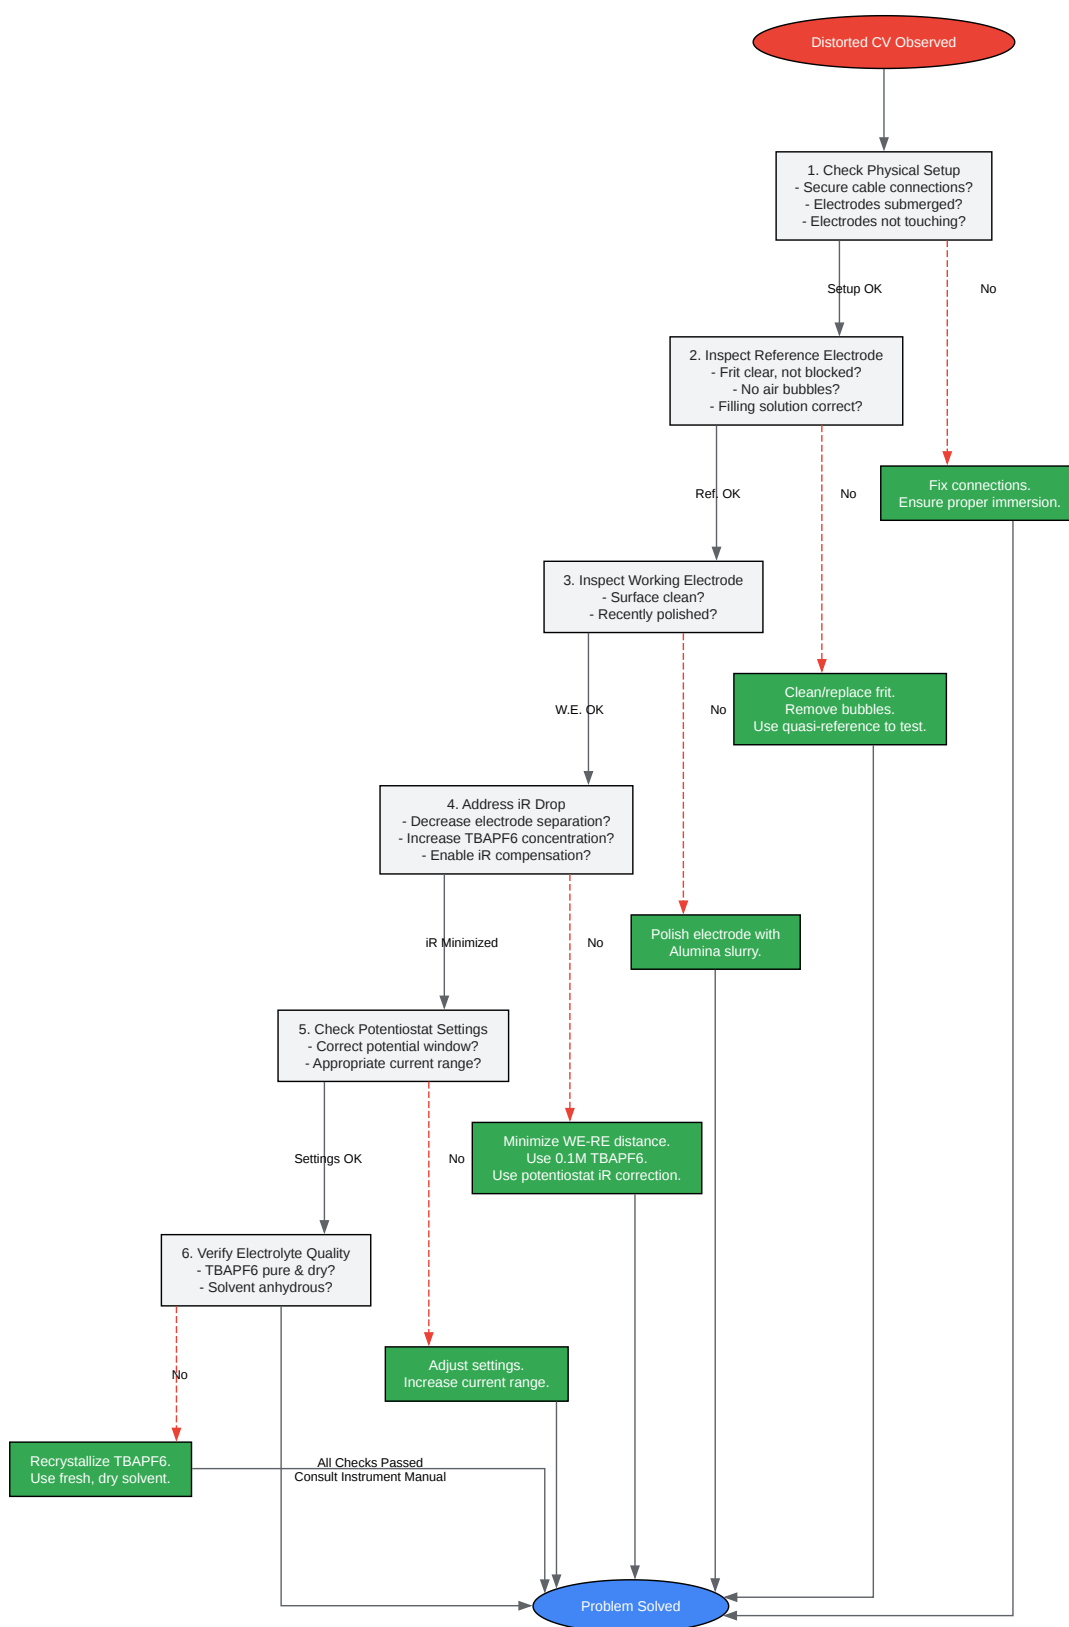 Distorted CV Observed
1. Check Physical Setup
- Secure cable connections?
- Electrodes submerged?
- Electrodes not touching?
Setup OK
No
2. Inspect Reference Electrode
- Frit clear, not blocked?
- No air bubbles?
- Filling solution correct?
Ref. OK
No
Fix connections.
Ensure proper immersion.
3. Inspect Working Electrode
- Surface clean?
- Recently polished?
W.E. OK
No
Clean/replace frit.
Remove bubbles.
Use quasi-reference to test.
4. Address iR Drop
- Decrease electrode separation?
- Increase TBAPF6 concentration?
- Enable iR compensation?
iR Minimized
No
Polish electrode with
Alumina slurry.
5. Check Potentiostat Settings
- Correct potential window?
- Appropriate current range?
Settings OK
No
Minimize WE-RE distance.
Use 0.1M TBAPF6.
Use potentiostat iR correction.
6. Verify Electrolyte Quality
- TBAPF6 pure & dry?
- Solvent anhydrous?
No
Adjust settings.
Increase current range.
Recrystallize TBAPF6.
Use fresh, dry solvent.
All Checks Passed
Consult Instrument Manual
Problem Solved